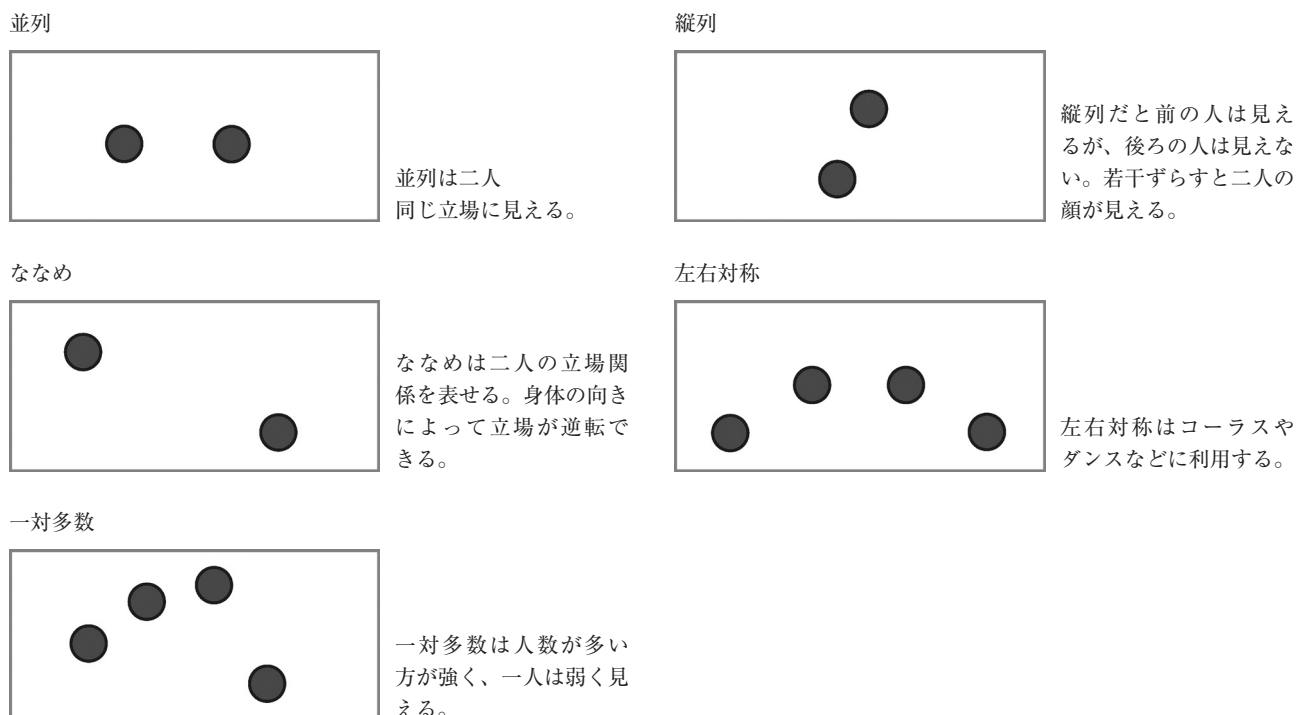 並列
並列は二人
同じ立場に見える。
縦列
縦列だと前の人は見え
るが、後ろの人は見えな
い。若干ずらすと二人の
顔が見える。
ななめ
ななめは二人の立場関
係を表せる。身体の向き
によって立場が逆転で
きる。
左右対称
左右対称はコーラスや
ダンスなどに利用する。
一対多数
一対多数は人数が多い
方が強く、一人は弱く見
える。